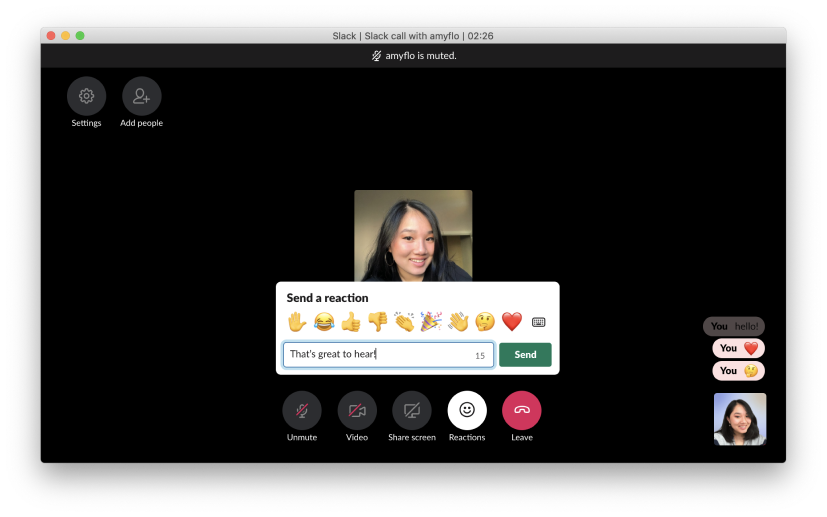 Slack | Slack call with amyflo | 02:26
amyflo is muted.
Settings
Add people
Send a reaction
That's great to hear!
15
Send
You hello!
You ❤️
You 🤔
Unmute
Video
Share screen
Reactions
Leave